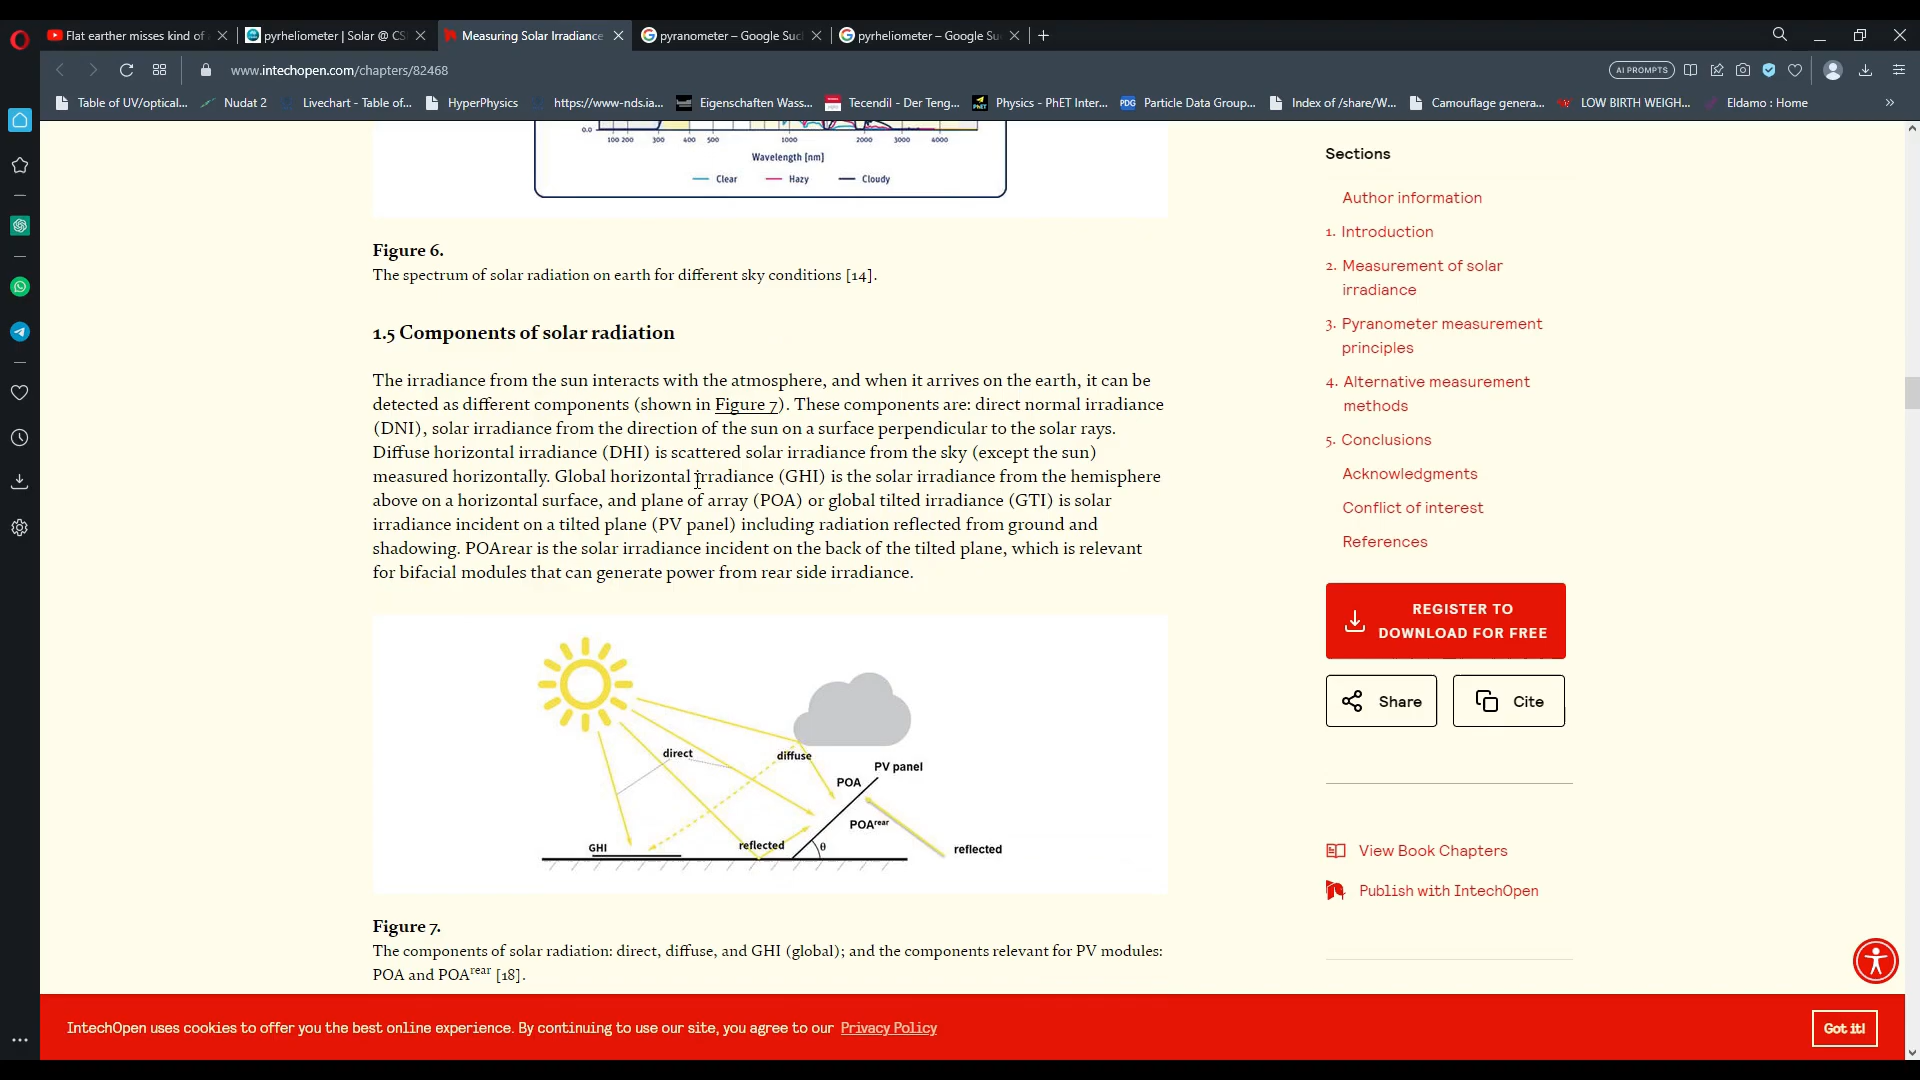 Flat earther misses kind of
pyrheliometer | Solar @ CS
Measuring Solar Irradiance
pyranometer – Google Suc
pyrheliometer – Google Su
www.intechopen.com/chapters/82468
AI PROMPTS
Table of UV/optical...
Nudat 2
Livechart - Table of...
HyperPhysics
https://www-nds.ia...
Eigenschaften Wass...
Tecendil - Der Teng...
Physics - PhET Inter...
PDG
Particle Data Group...
Index of /share/W...
Camouflage genera...
LOW BIRTH WEIGH...
Eldamo : Home
0.0
100 200 300 400 500 1000 2000 3000 4000
Wavelength [nm]
Clear Hazy Cloudy
Figure 6.
The spectrum of solar radiation on earth for different sky conditions [14].
1.5 Components of solar radiation
The irradiance from the sun interacts with the atmosphere, and when it arrives on the earth, it can be
detected as different components (shown in Figure 7). These components are: direct normal irradiance
(DNI), solar irradiance from the direction of the sun on a surface perpendicular to the solar rays.
Diffuse horizontal irradiance (DHI) is scattered solar irradiance from the sky (except the sun)
measured horizontally. Global horizontal irradiance (GHI) is the solar irradiance from the hemisphere
above on a horizontal surface, and plane of array (POA) or global tilted irradiance (GTI) is solar
irradiance incident on a tilted plane (PV panel) including radiation reflected from ground and
shadowing. POArear is the solar irradiance incident on the back of the tilted plane, which is relevant
for bifacial modules that can generate power from rear side irradiance.
direct
diffuse
PV panel
POA
POArear
GHI
reflected
θ
reflected
Figure 7.
The components of solar radiation: direct, diffuse, and GHI (global); and the components relevant for PV modules:
POA and POArear [18].
Sections
Author information
1. Introduction
2. Measurement of solar
irradiance
3. Pyranometer measurement
principles
4. Alternative measurement
methods
5. Conclusions
Acknowledgments
Conflict of interest
References
REGISTER TO
DOWNLOAD FOR FREE
Share
Cite
View Book Chapters
Publish with IntechOpen
IntechOpen uses cookies to offer you the best online experience. By continuing to use our site, you agree to our Privacy Policy
Got it!